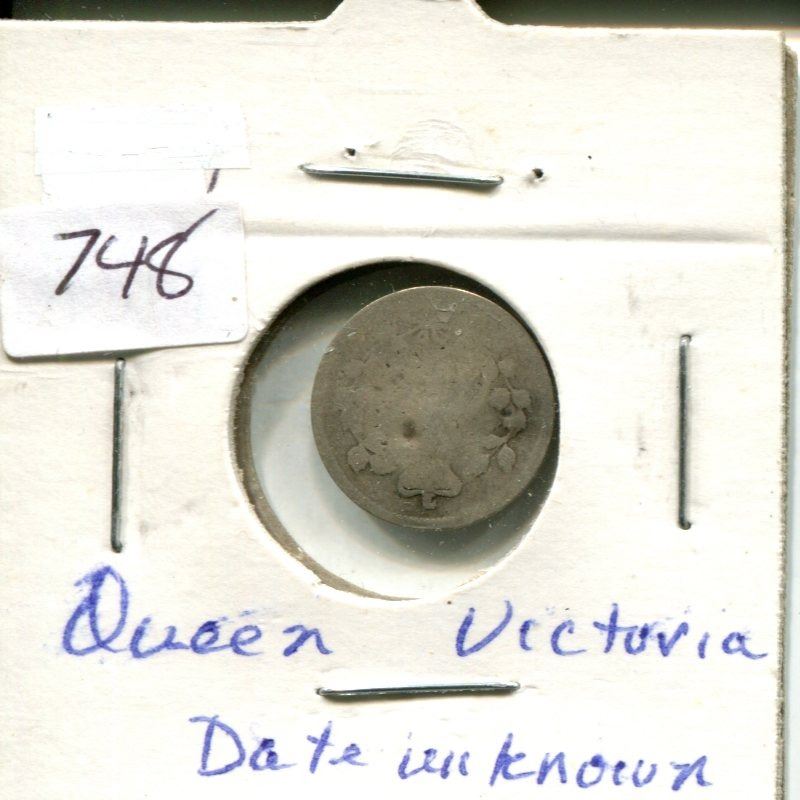 748
Queen Victoria
Date unknown